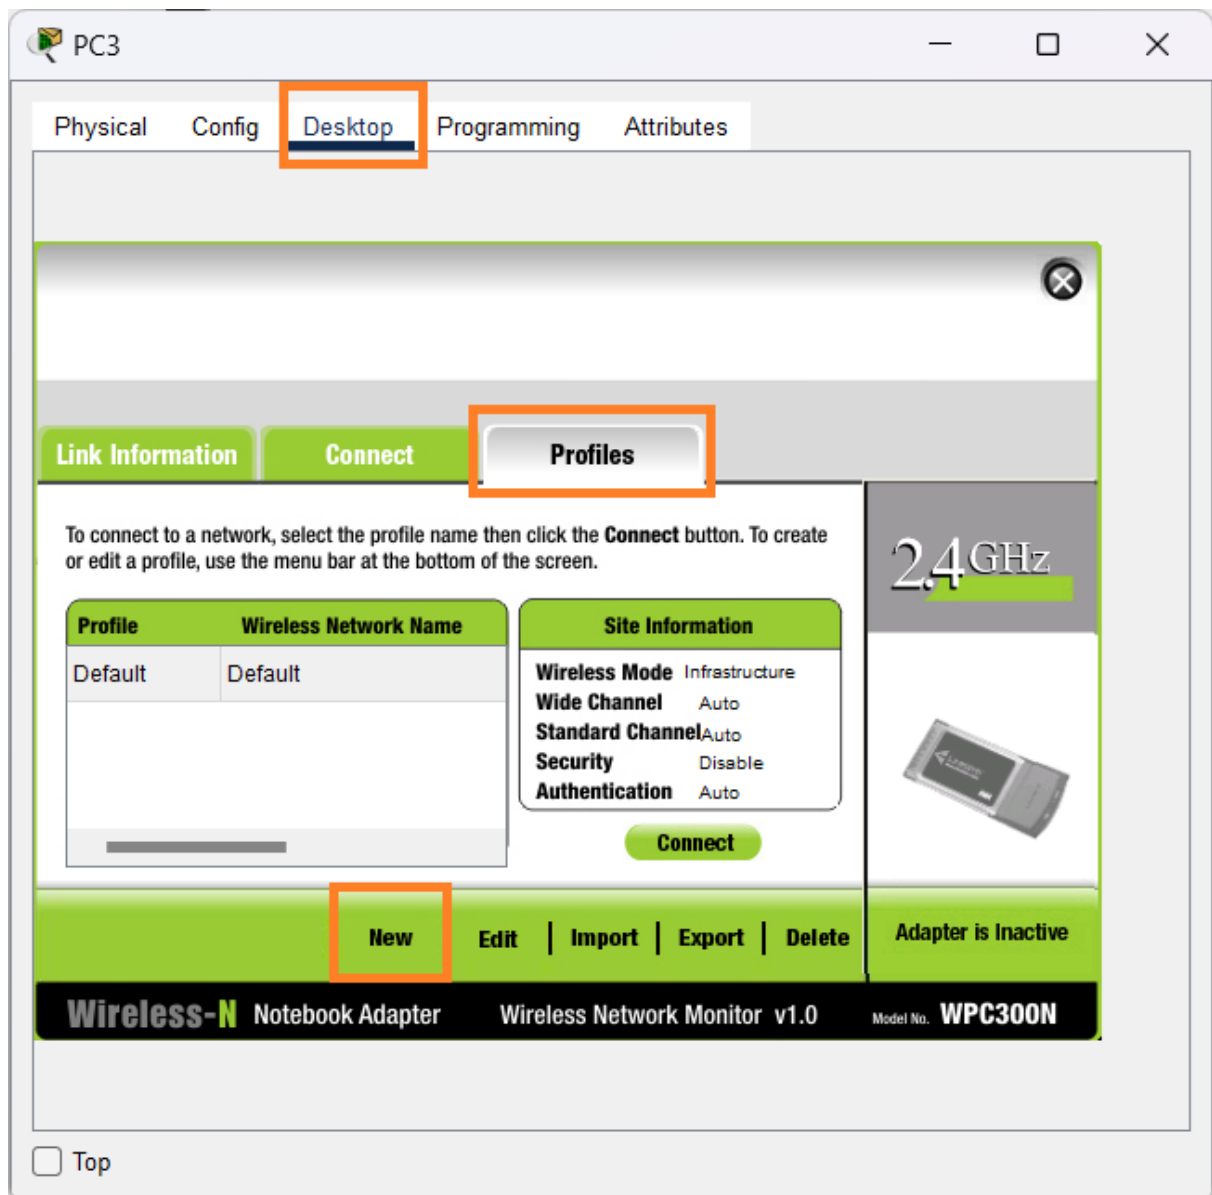 PC3
Physical Config Desktop Programming Attributes
Link Information Connect Profiles
To connect to a network, select the profile name then click the Connect button. To create
or edit a profile, use the menu bar at the bottom of the screen.
2.4GHz
Profile Wireless Network Name
Default Default
Site Information
Wireless Mode Infrastructure
Wide Channel Auto
Standard Channel Auto
Security Disable
Authentication Auto
Connect
New Edit | Import | Export | Delete
Adapter is Inactive
Wireless-N Notebook Adapter Wireless Network Monitor v1.0 Model No. WPC300N
Top